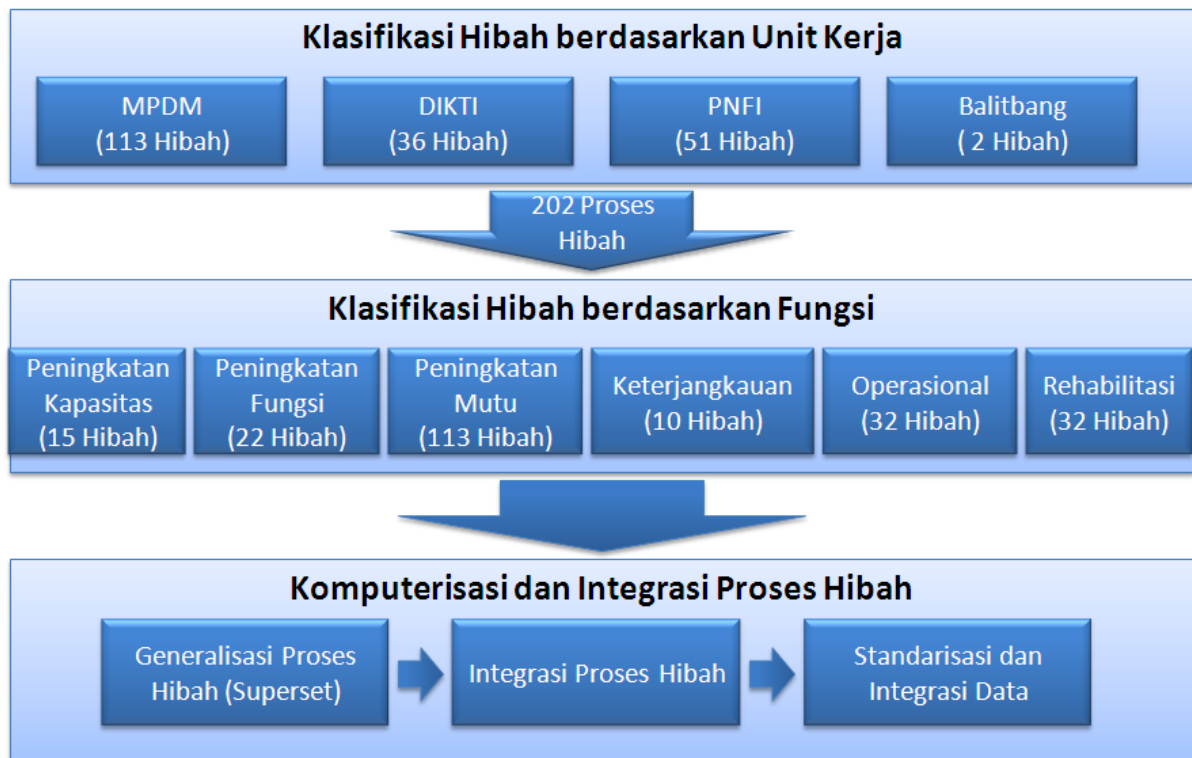 Klasifikasi Hibah berdasarkan Unit Kerja
MPDM
(113 Hibah)
DIKTI
(36 Hibah)
PNFI
(51 Hibah)
Balitbang
( 2 Hibah)
202 Proses
Hibah
Klasifikasi Hibah berdasarkan Fungsi
Peningkatan
Kapasitas
(15 Hibah)
Peningkatan
Fungsi
(22 Hibah)
Peningkatan
Mutu
(113 Hibah)
Keterjangkauan
(10 Hibah)
Operasional
(32 Hibah)
Rehabilitasi
(32 Hibah)
Komputerisasi dan Integrasi Proses Hibah
Generalisasi Proses
Hibah (Superset)
Integrasi Proses Hibah
Standarisasi dan
Integrasi Data